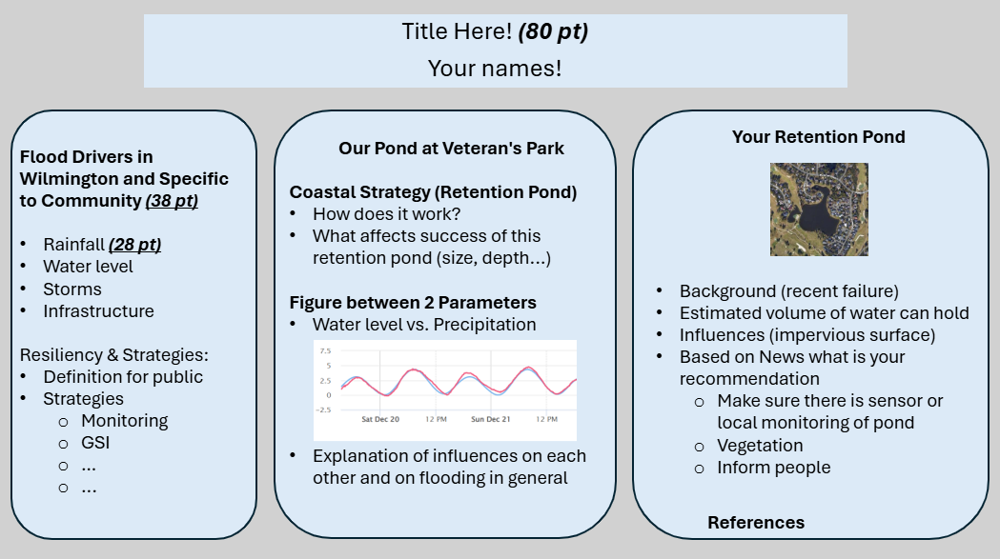 Title Here! (80 pt)
Your names!
Flood Drivers in
Wilmington and Specific
to Community (38 pt)
• Rainfall (28 pt)
• Water level
• Storms
• Infrastructure
Resiliency & Strategies:
• Definition for public
• Strategies
o Monitoring
o GSI
o ...
o ...
Our Pond at Veteran's Park
Coastal Strategy (Retention Pond)
• How does it work?
• What affects success of this
retention pond (size, depth...)
Figure between 2 Parameters
• Water level vs. Precipitation
7.5
5
2.5
0
−2.5
Sat Dec 20 12 PM Sun Dec 21 12 PM
• Explanation of influences on each
other and on flooding in general
Your Retention Pond
• Background (recent failure)
• Estimated volume of water can hold
• Influences (impervious surface)
• Based on News what is your
recommendation
o Make sure there is sensor or
local monitoring of pond
o Vegetation
o Inform people
References